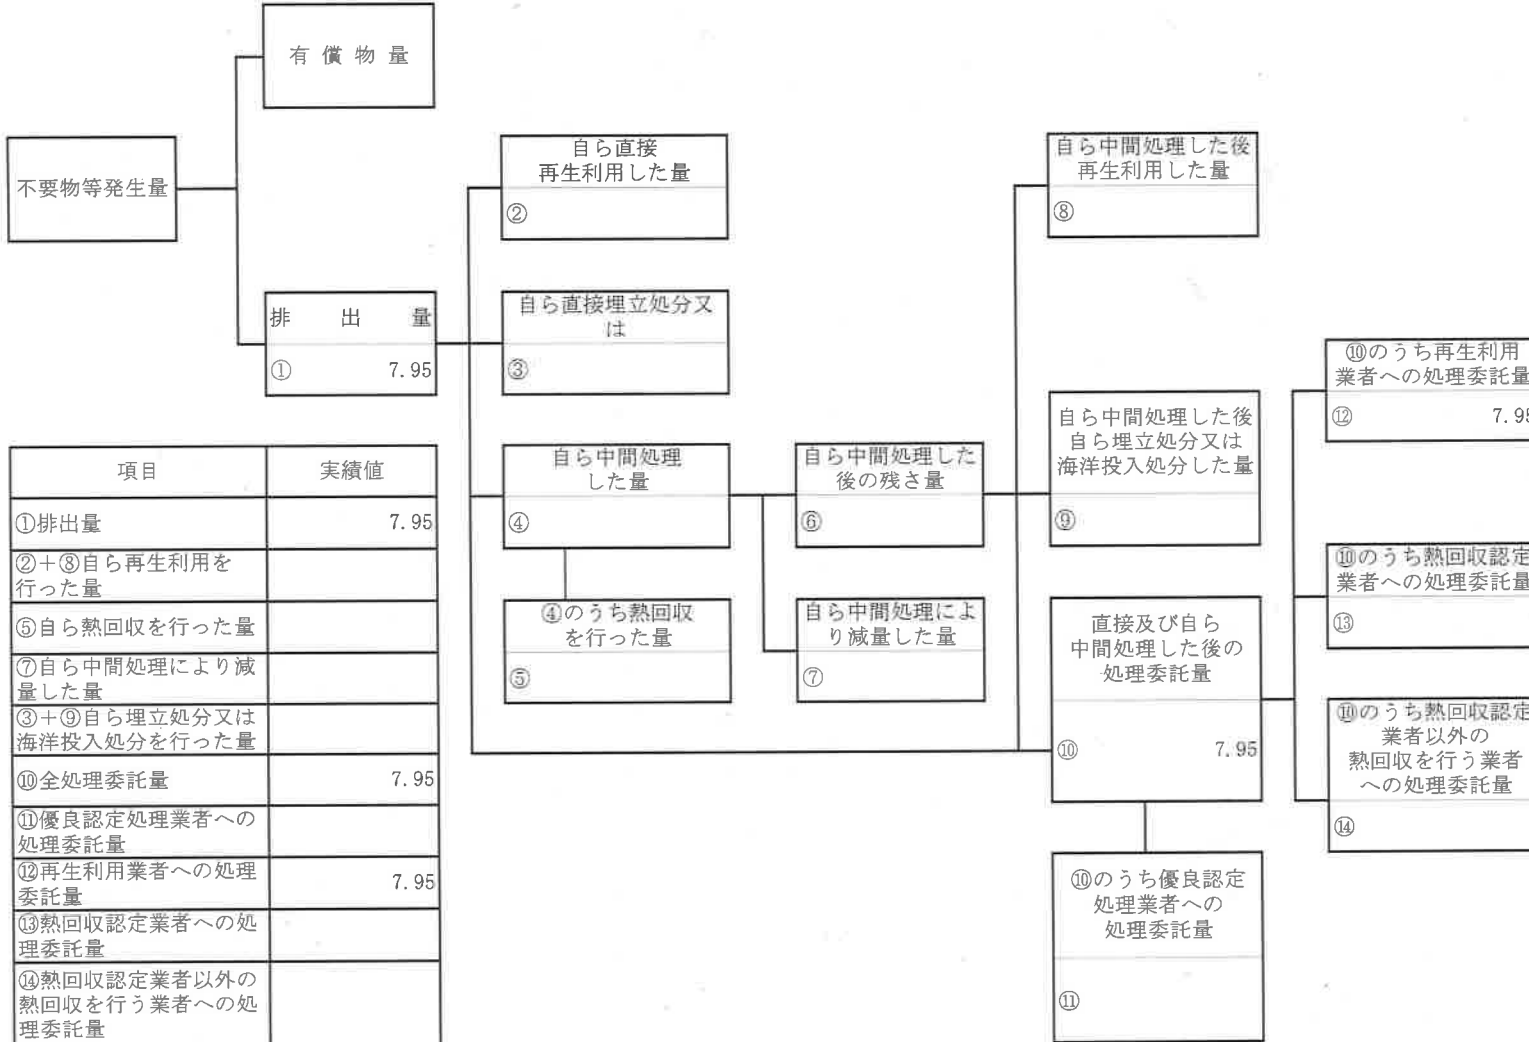 有償物量
不要物等発生量
排出量
① 7.95
自ら直接
再生利用した量
②
自ら直接埋立処分又
は
③
自ら中間処理
した量
④
④のうち熱回収
を行った量
⑤
自ら中間処理した
後の残さ量
⑥
自ら中間処理によ
り減量した量
⑦
自ら中間処理した後
再生利用した量
⑧
自ら中間処理した後
自ら埋立処分又は
海洋投入処分した量
⑨
直接及び自ら
中間処理した後の
処理委託量
⑩ 7.95
⑩のうち優良認定
処理業者への
処理委託量
⑪
⑩のうち再生利用
業者への処理委託量
⑫ 7.95
⑩のうち熱回収認定
業者への処理委託量
⑬
⑩のうち熱回収認定
業者以外の
熱回収を行う業者
への処理委託量
⑭
項目 実績値
①排出量 7.95
②+⑧自ら再生利用を
行った量
⑤自ら熱回収を行った量
⑦自ら中間処理により減
量した量
③+⑨自ら埋立処分又は
海洋投入処分を行った量
⑩全処理委託量 7.95
⑪優良認定処理業者への
処理委託量
⑫再生利用業者への処理
委託量 7.95
⑬熱回収認定業者への処
理委託量
⑭熱回収認定業者以外の
熱回収を行う業者への処
理委託量